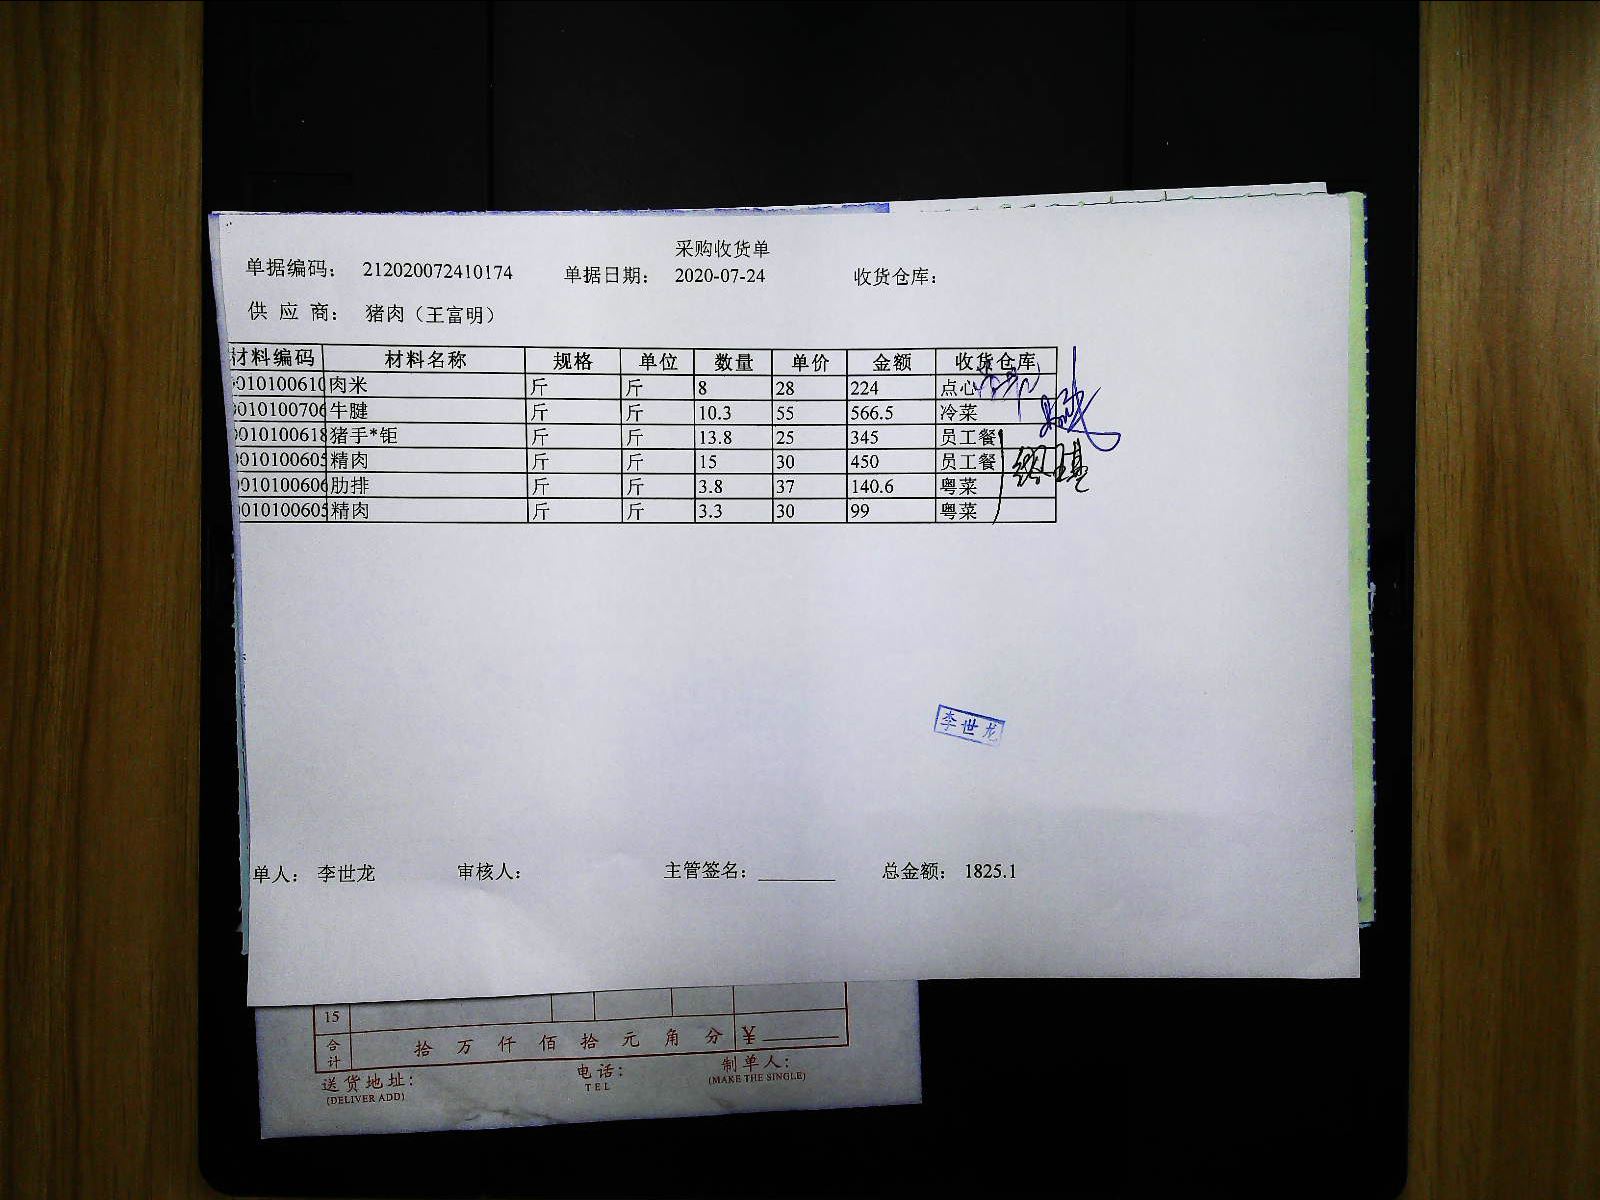 采购收货单
单据编码： 212020072410174 单据日期： 2020-07-24 收货仓库：
供 应 商： 猪肉（王富明）
材料编码 材料名称 规格 单位 数量 单价 金额 收货仓库
010100610 肉米 斤 斤 8 28 224 点心
010100706 牛腱 斤 斤 10.3 55 566.5 冷菜
010100618 猪手*钜 斤 斤 13.8 25 345 员工餐
010100605 精肉 斤 斤 15 30 450 员工餐
010100606 肋排 斤 斤 3.8 37 140.6 粤菜
010100605 精肉 斤 斤 3.3 30 99 粤菜
李世龙
单人： 李世龙 审核人： 主管签名： 总金额： 1825.1
15
合计 拾 万 仟 佰 拾 元 角 分 ￥
送货地址： 电话： 制单人：
(DELIVER ADD) TEL (MAKE THE SINGLE)